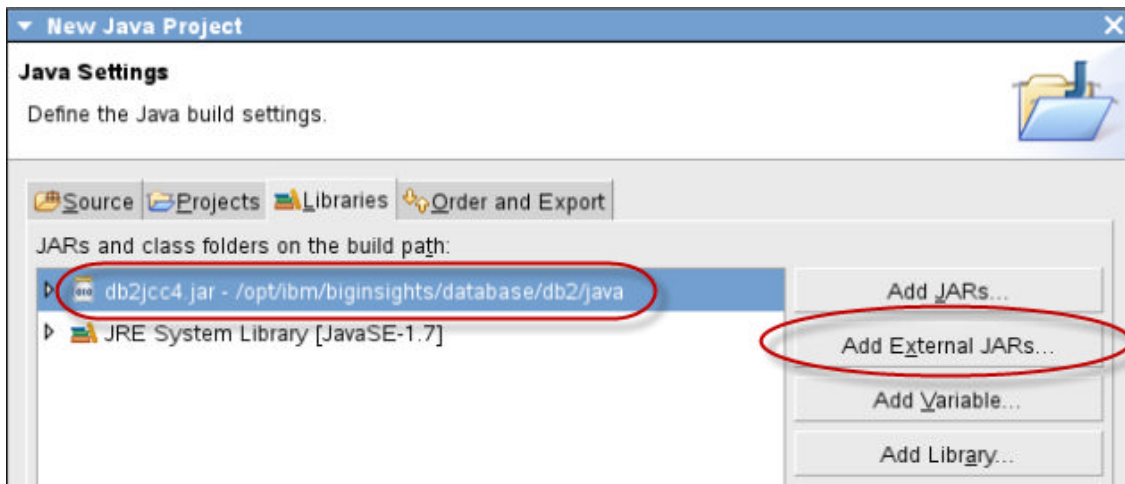 New Java Project
Java Settings
Define the Java build settings.
Source Projects Libraries Order and Export
JARs and class folders on the build path:
db2jcc4.jar - /opt/ibm/biginsights/database/db2/java
JRE System Library [JavaSE-1.7]
Add JARs...
Add External JARs...
Add Variable...
Add Library...